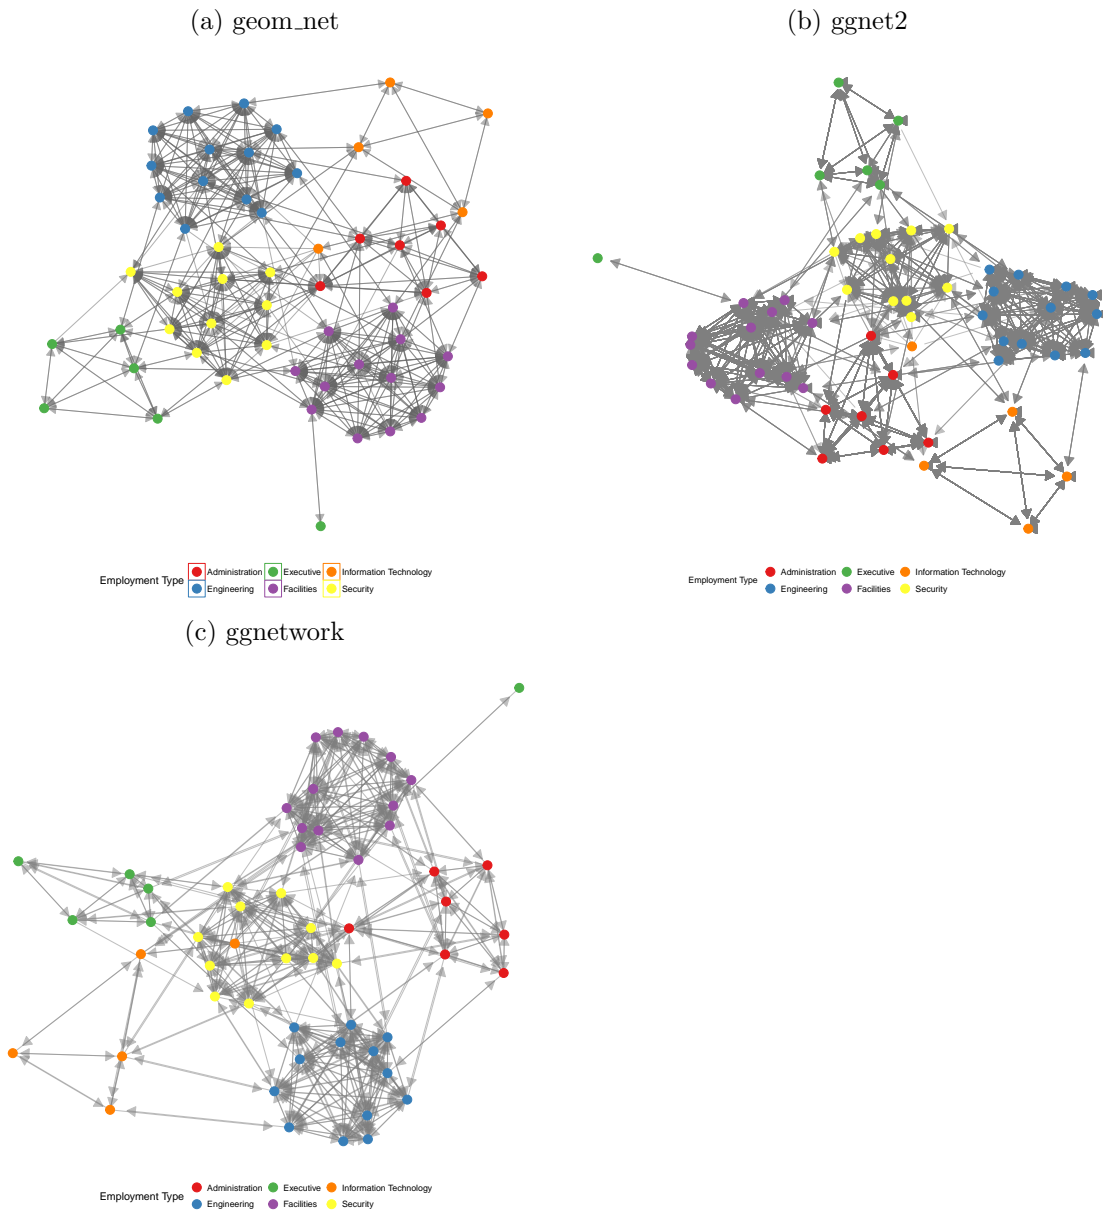 (a) geom_net
(b) ggnet2
Employment Type
Administration Executive Information Technology
Engineering Facilities Security
Employment Type
Administration Executive Information Technology
Engineering Facilities Security
(c) ggnetwork
Employment Type
Administration Executive Information Technology
Engineering Facilities Security